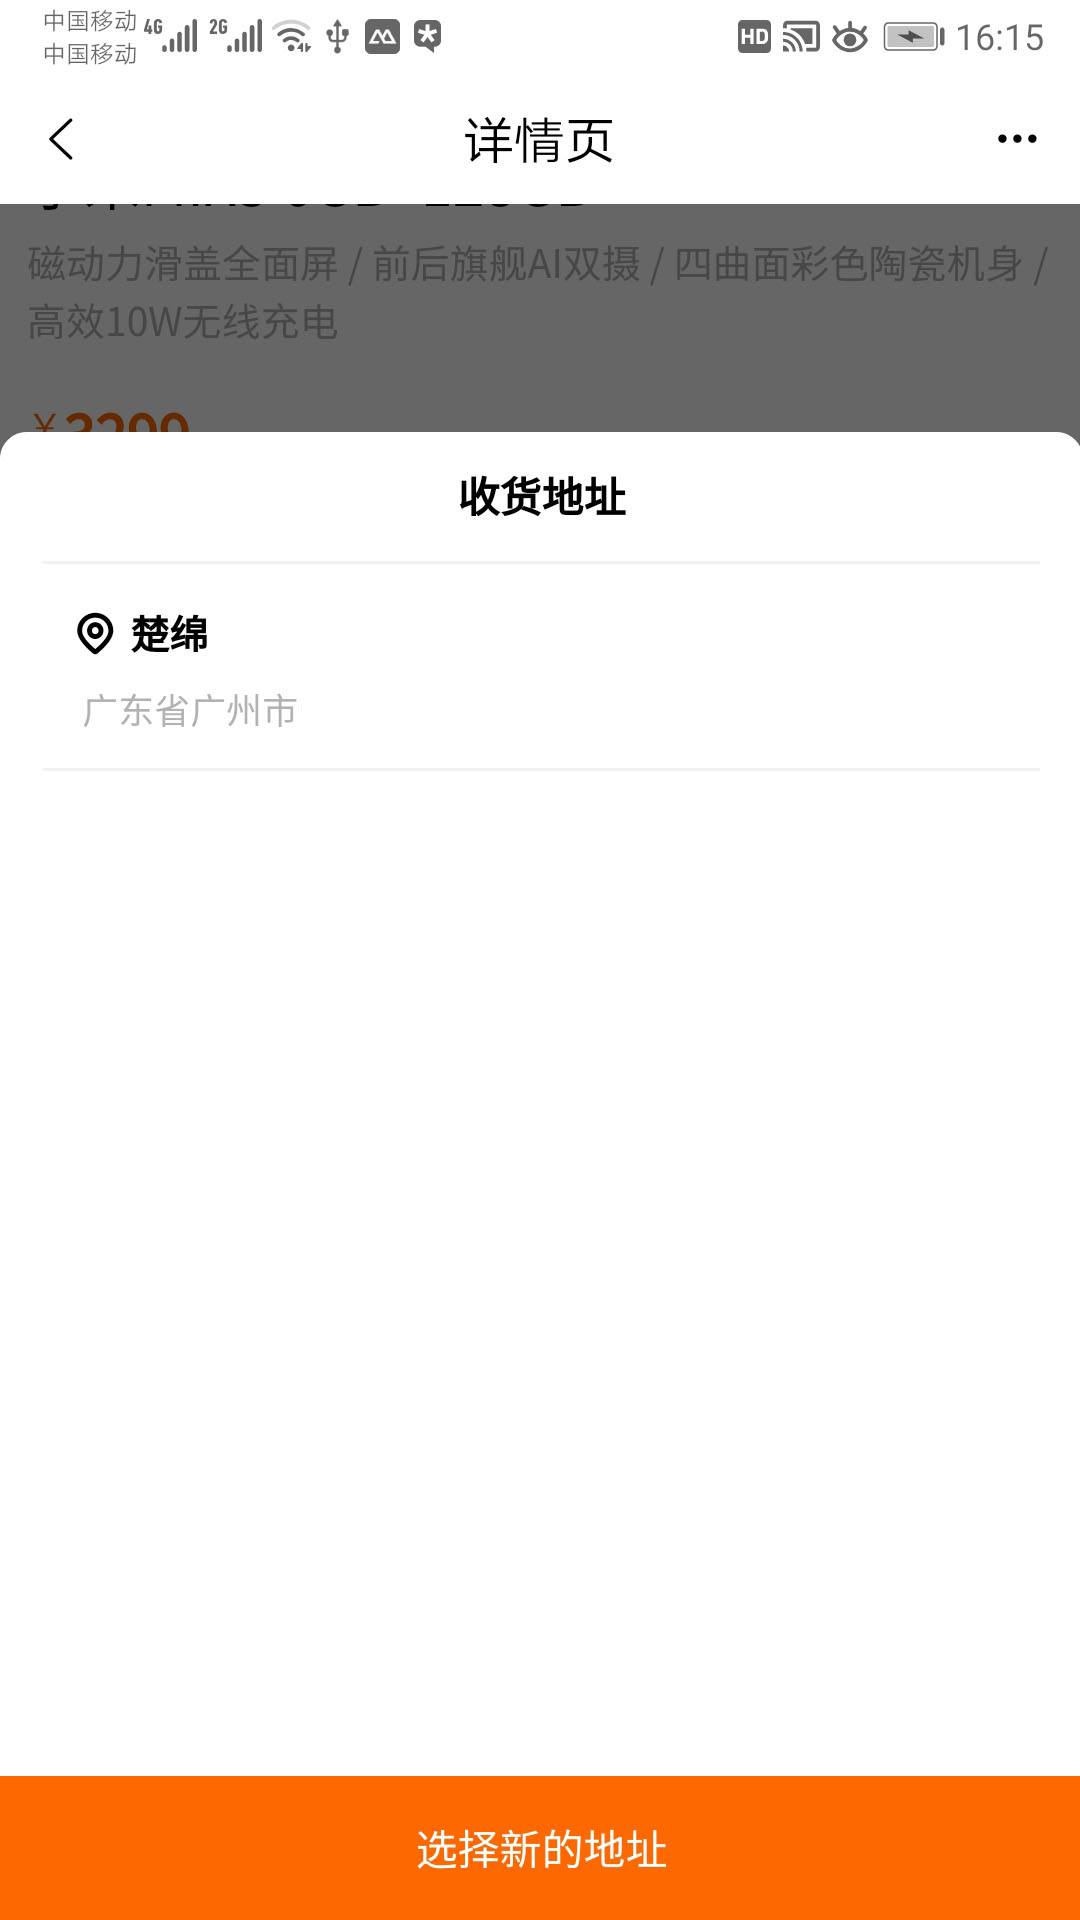 中国移动 4G 2G HD 16:15
中国移动
详情页
磁动力滑盖全面屏 / 前后旗舰AI双摄 / 四曲面彩色陶瓷机身 /
高效10W无线充电
¥3299
收货地址
楚绵
广东省广州市
选择新的地址